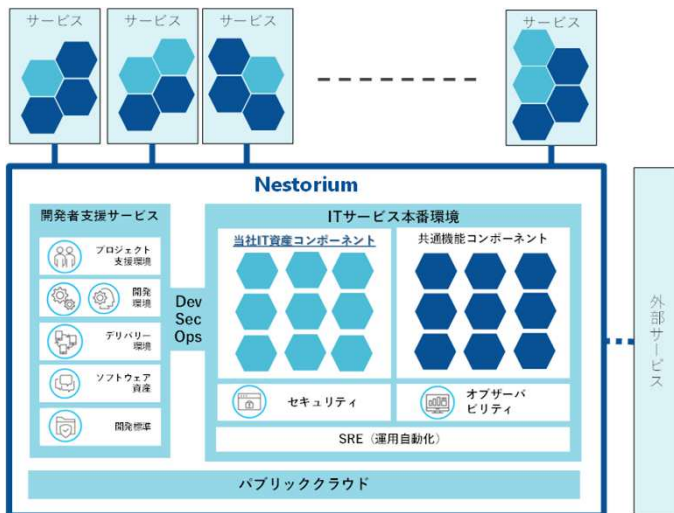 サービス
サービス
サービス
サービス
Nestorium
開発者支援サービス
プロジェクト
支援環境
開発
環境
デリバリー
環境
ソフトウェア
資産
開発標準
Dev
Sec
Ops
ITサービス本番環境
当社IT資産コンポーネント
共通機能コンポーネント
セキュリティ
オブザーバ
ビリティ
SRE（運用自動化）
パブリッククラウド
外部サービス